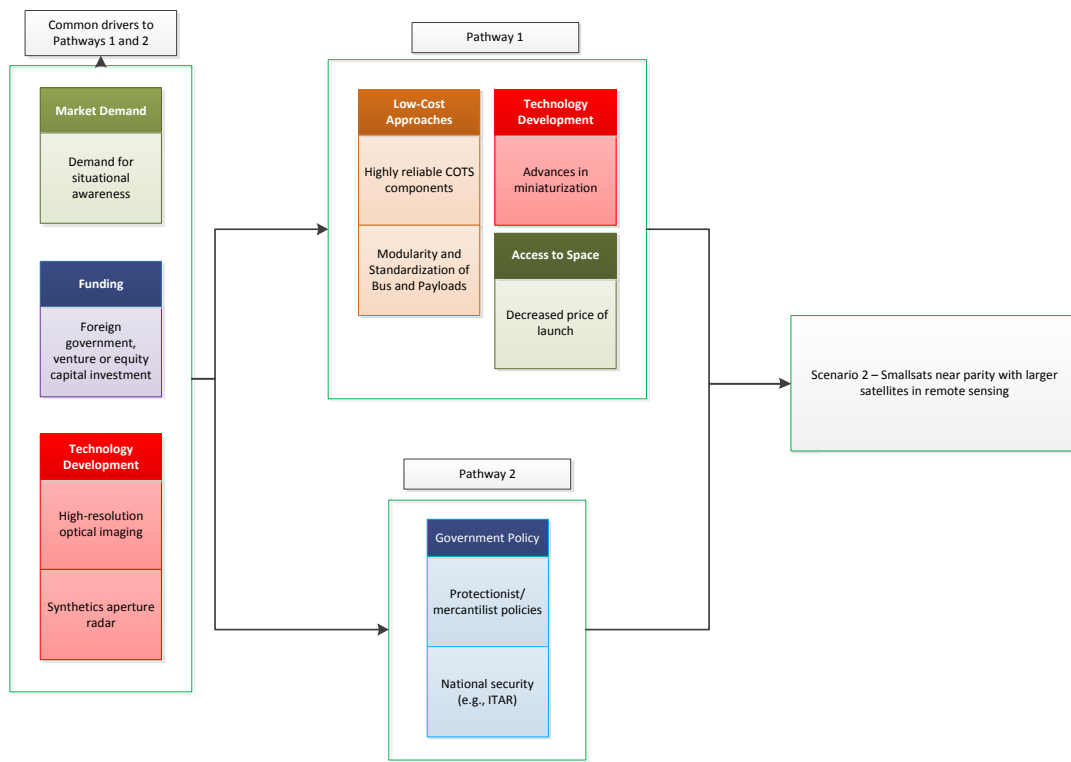 Common drivers to
Pathways 1 and 2
Market Demand
Demand for
situational
awareness
Funding
Foreign
government,
venture or equity
capital investment
Technology
Development
High-resolution
optical imaging
Synthetics aperture
radar
Pathway 1
Low-Cost
Approaches
Highly reliable COTS
components
Modularity and
Standardization of
Bus and Payloads
Technology
Development
Advances in
miniaturization
Access to Space
Decreased price of
launch
Pathway 2
Government Policy
Protectionist/
mercantilist policies
National security
(e.g., ITAR)
Scenario 2 – Smallsats near parity with larger
satellites in remote sensing